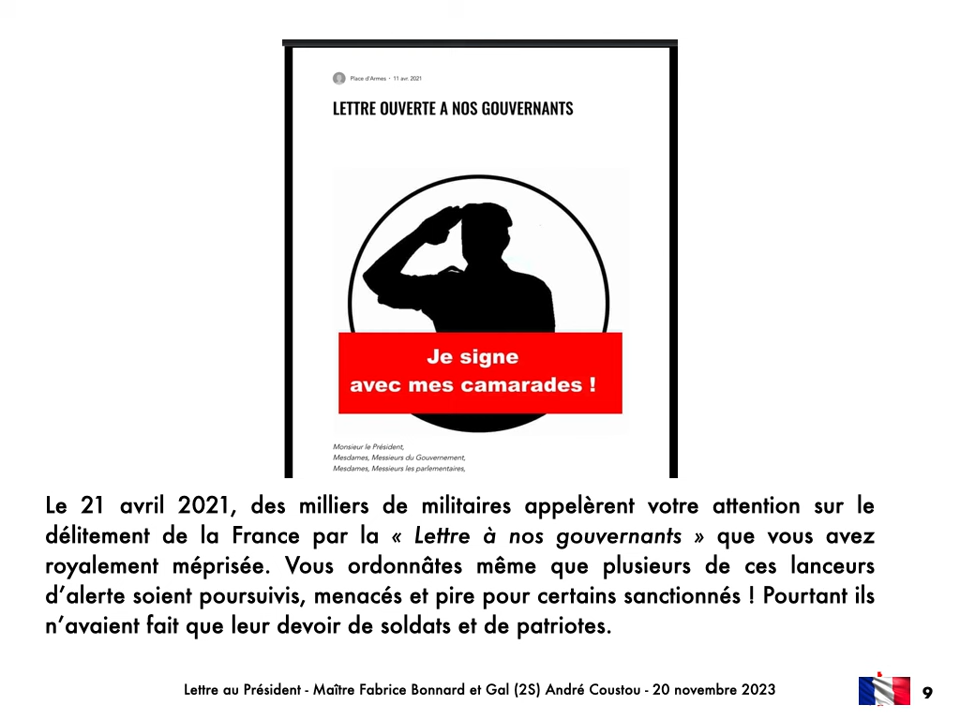 Place d'Armes • 11 avr. 2021
LETTRE OUVERTE A NOS GOUVERNANTS
Je signe
avec mes camarades !
Monsieur le Président,
Mesdames, Messieurs du Gouvernement,
Mesdames, Messieurs les parlementaires,
Le 21 avril 2021, des milliers de militaires appelèrent votre attention sur le
délitement de la France par la « Lettre à nos gouvernants » que vous avez
royalement méprisée. Vous ordonnâtes même que plusieurs de ces lanceurs
d’alerte soient poursuivis, menacés et pire pour certains sanctionnés ! Pourtant ils
n’avaient fait que leur devoir de soldats et de patriotes.
Lettre au Président - Maître Fabrice Bonnard et Gal (2S) André Coustou - 20 novembre 2023
9